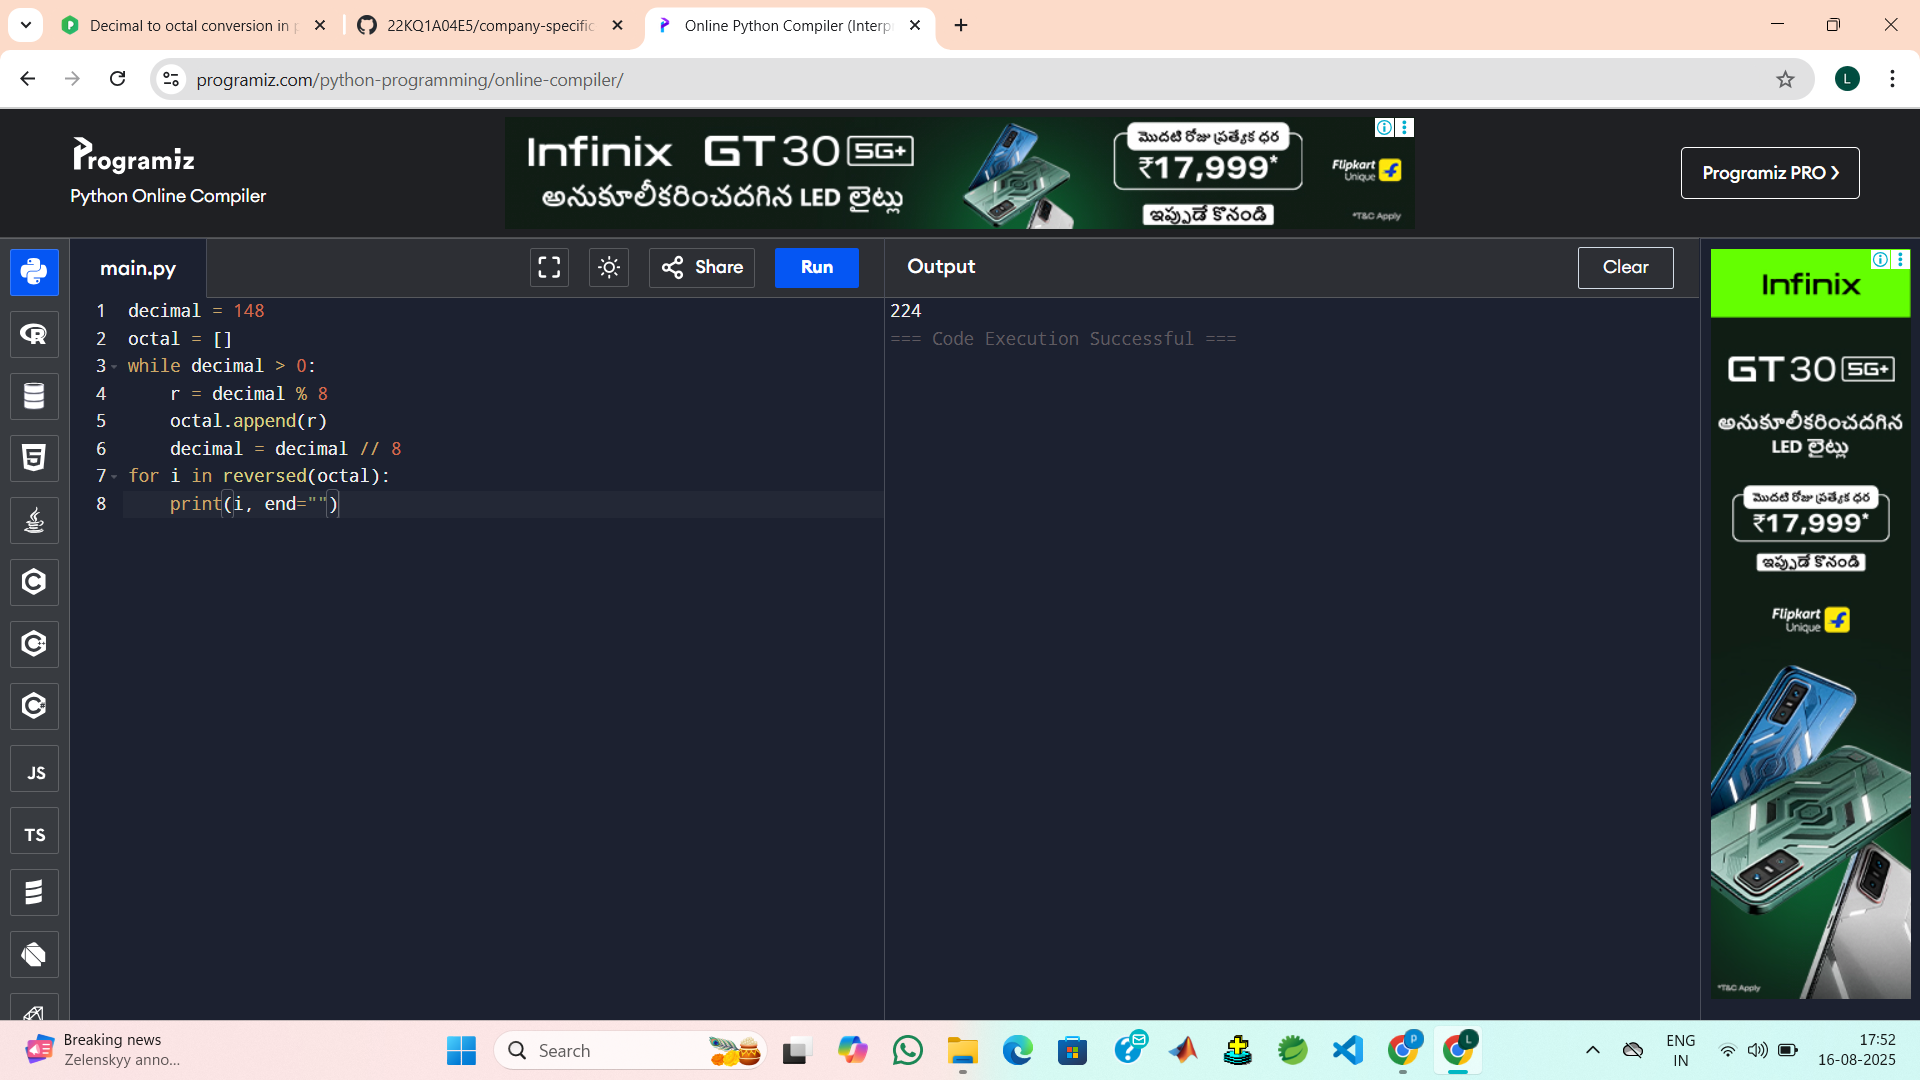 Decimal to octal conversion in p
22KQ1A04E5/company-specific
Online Python Compiler (Interpr
programiz.com/python-programming/online-compiler/
L
Programiz
Python Online Compiler
Infinix GT 30 5G+
అనుకూలీకరించదగిన LED లైట్లు
మొదటి రోజు ప్రత్యేక ధర
₹17,999*
ఇప్పుడే కొనండి
Flipkart
Unique
*T&C Apply
Programiz PRO
main.py
Share
Run
Output
Clear
1 decimal = 148
2 octal = []
3 while decimal > 0:
4     r = decimal % 8
5     octal.append(r)
6     decimal = decimal // 8
7 for i in reversed(octal):
8     print(i, end="")
224
=== Code Execution Successful ===
R
5
C
C
C
JS
TS
Infinix
GT 30 5G+
అనుకూలీకరించదగిన
LED లైట్లు
మొదటి రోజు ప్రత్యేక ధర
₹17,999*
ఇప్పుడే కొనండి
Flipkart
Unique
*T&C Apply
Breaking news
Zelenskyy anno...
Search
P
L
ENG
IN
17:52
16-08-2025